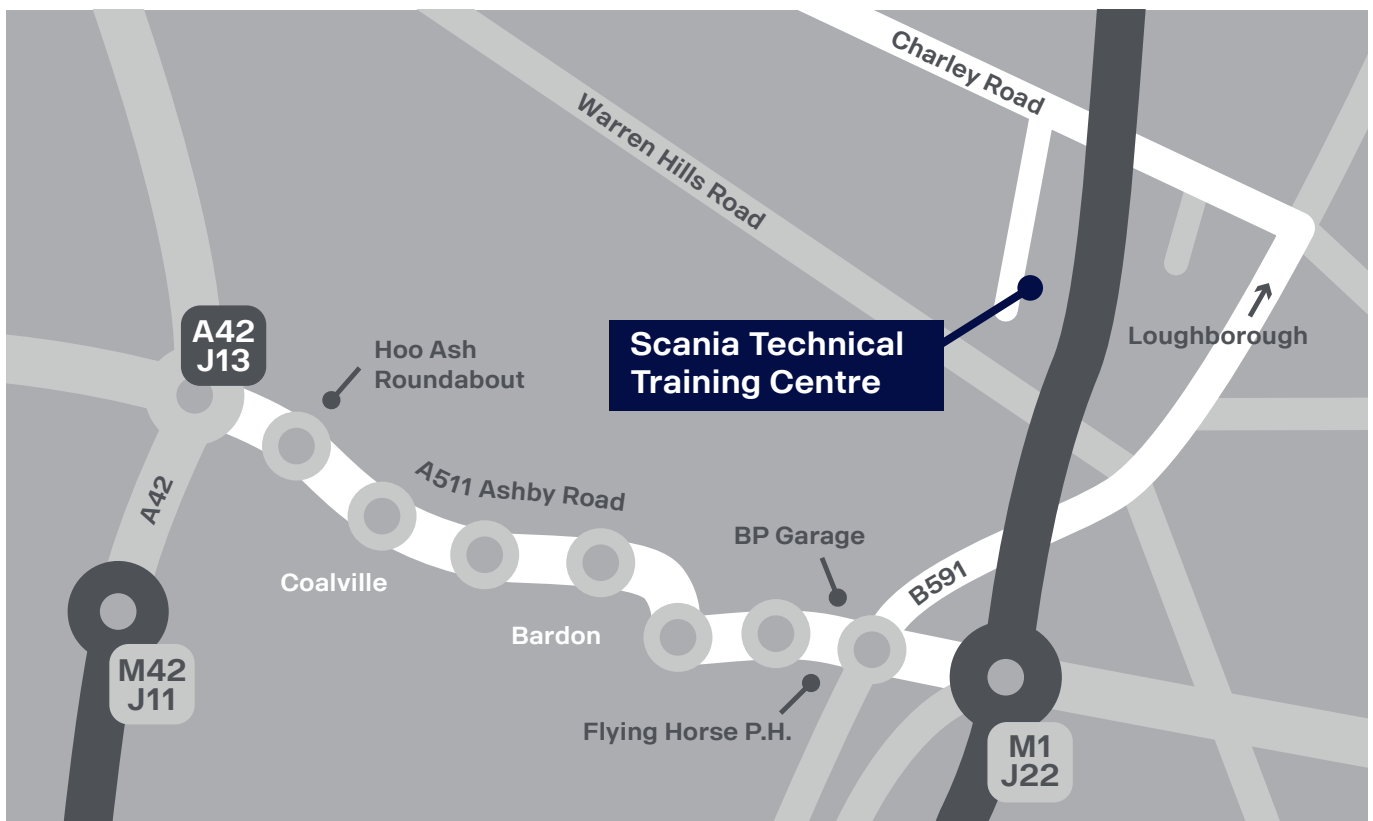 Charley Road
Warren Hills Road
A42
J13
Hoo Ash
Roundabout
Scania Technical
Training Centre
Loughborough
A42
A511 Ashby Road
BP Garage
Coalville
B591
Bardon
M42
J11
Flying Horse P.H.
M1
J22